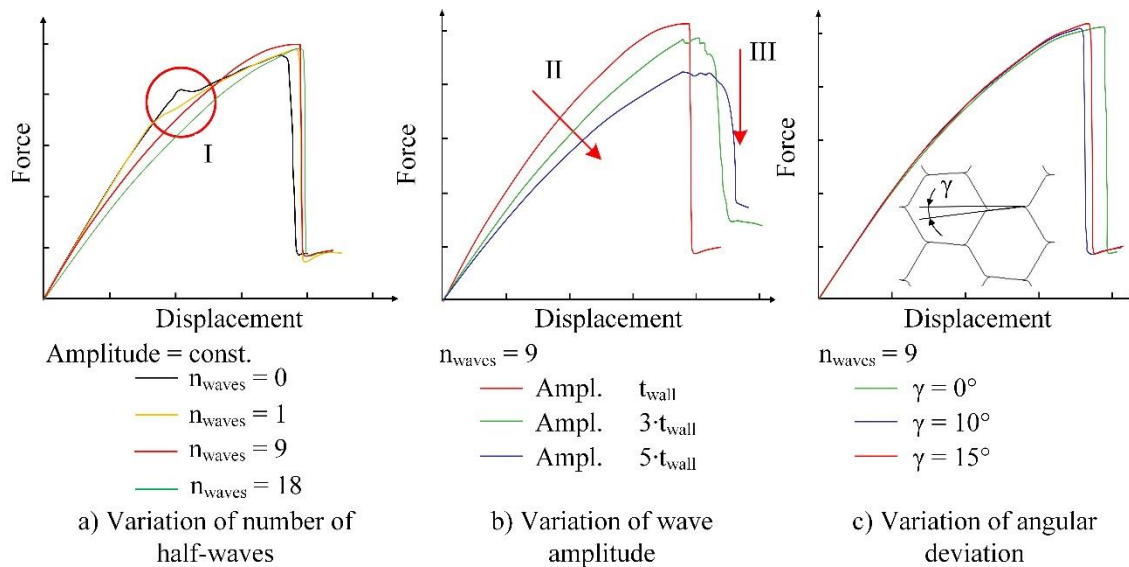 Force
I
Displacement
Amplitude = const.
n_waves = 0
n_waves = 1
n_waves = 9
n_waves = 18
a) Variation of number of
half-waves
Force
II
III
Displacement
n_waves = 9
Ampl. t_wall
Ampl. 3·t_wall
Ampl. 5·t_wall
b) Variation of wave
amplitude
Force
γ
Displacement
n_waves = 9
γ = 0°
γ = 10°
γ = 15°
c) Variation of angular
deviation